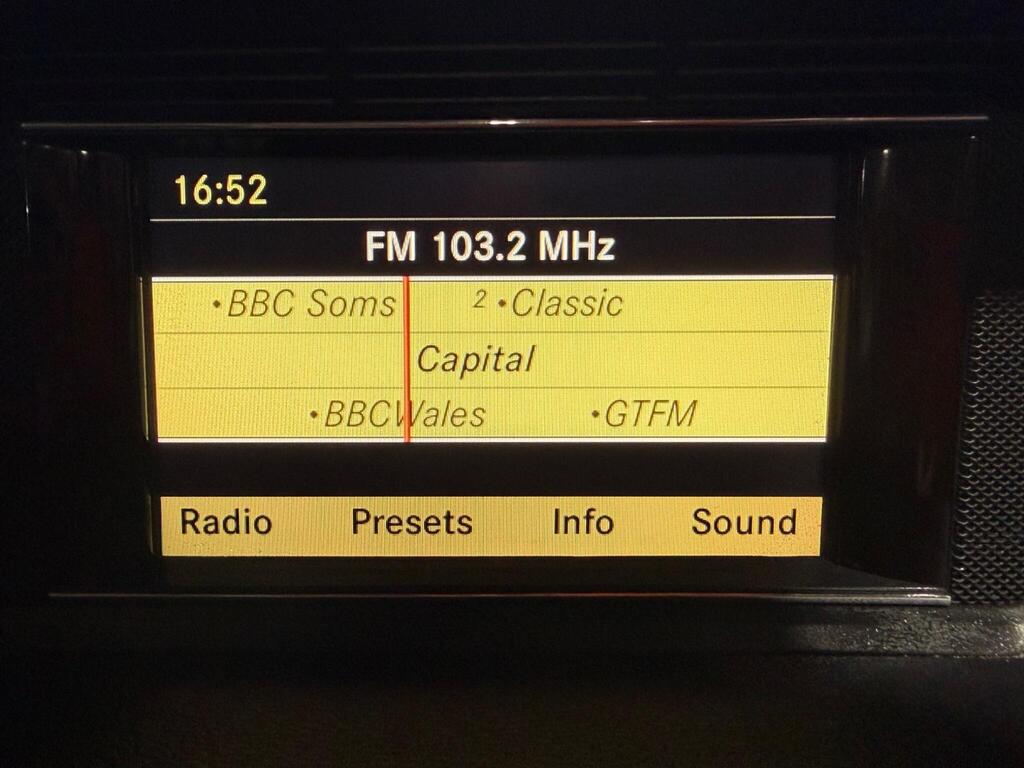 16:52
FM 103.2 MHz
•BBC Soms 2 •Classic
Capital
•BBCWales •GTFM
Radio Presets Info Sound